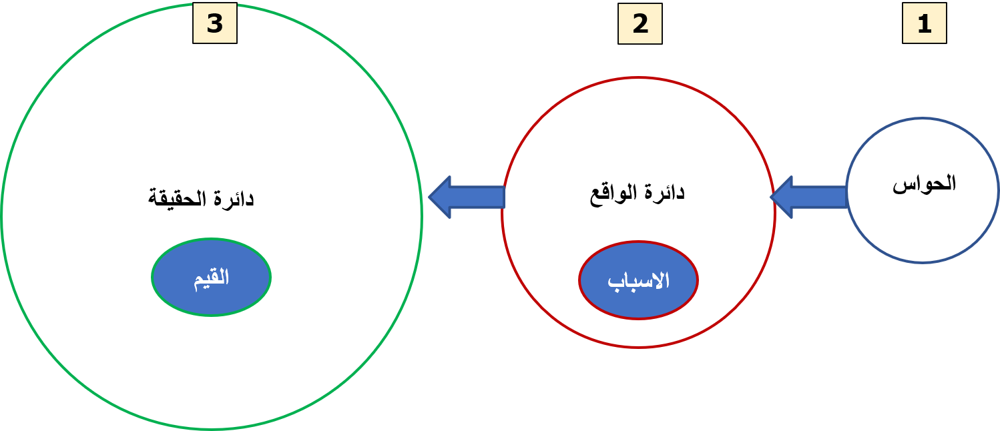 1
2
3
الحواس
دائرة الواقع
دائرة الحقيقة
الاسباب
القيم